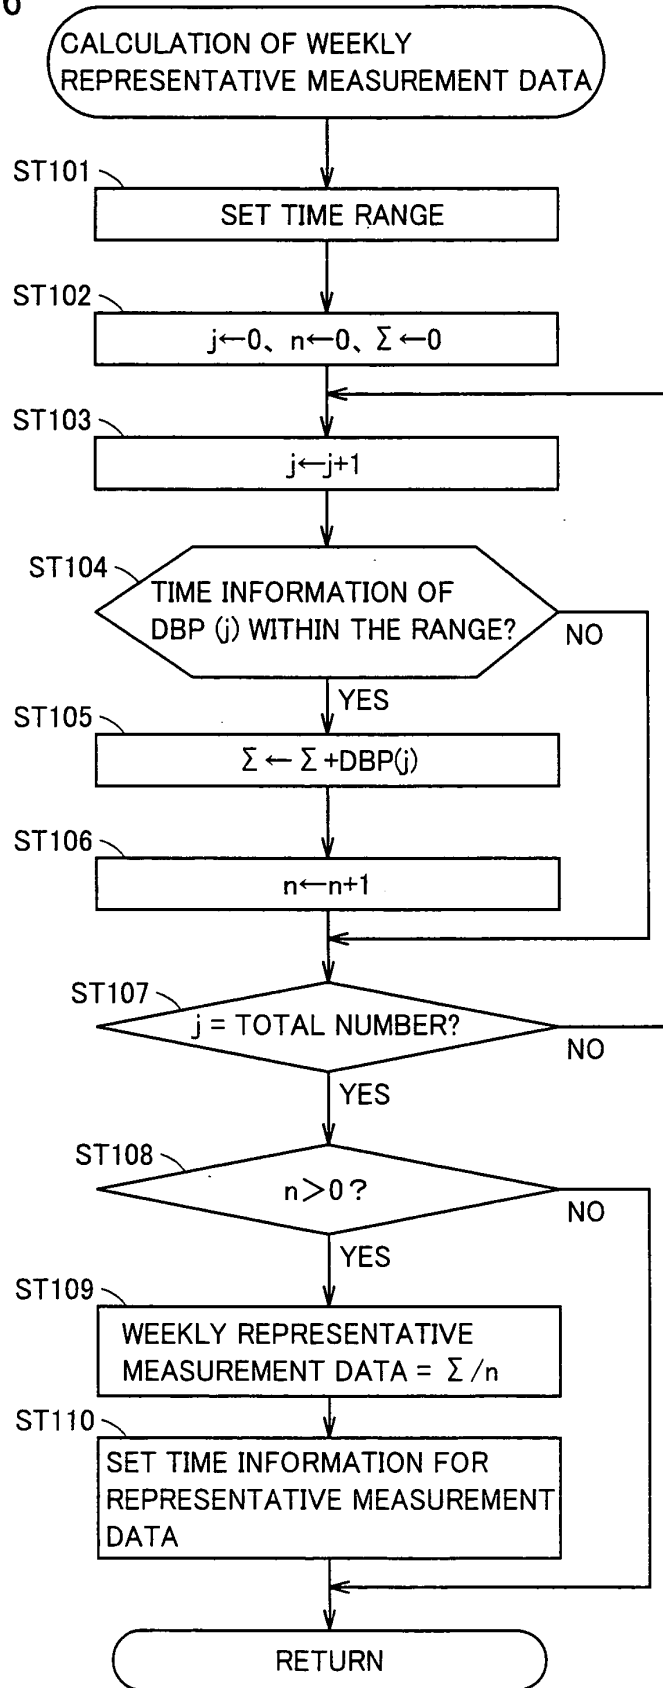 6
CALCULATION OF WEEKLY
REPRESENTATIVE MEASUREMENT DATA
ST101
SET TIME RANGE
ST102
j←0、n←0、Σ←0
ST103
j←j+1
ST104
TIME INFORMATION OF
DBP (j) WITHIN THE RANGE?
NO
YES
ST105
Σ ← Σ +DBP(j)
ST106
n←n+1
ST107
j = TOTAL NUMBER?
NO
YES
ST108
n>0?
NO
YES
ST109
WEEKLY REPRESENTATIVE
MEASUREMENT DATA = Σ/n
ST110
SET TIME INFORMATION FOR
REPRESENTATIVE MEASUREMENT
DATA
RETURN